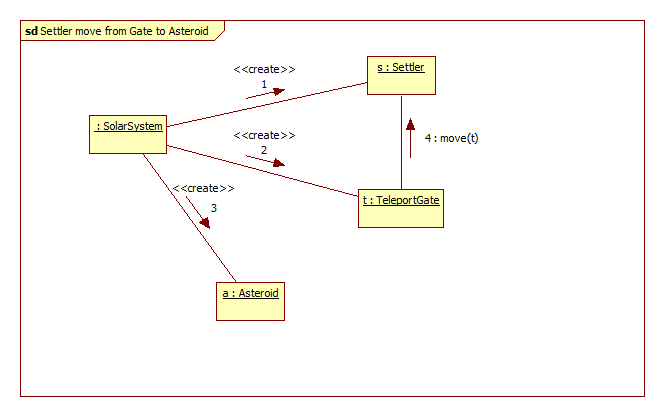 sd Settler move from Gate to Asteroid
<<create>>
1
s : Settler
: SolarSystem
<<create>>
2
4 : move(t)
<<create>>
3
t : TeleportGate
a : Asteroid